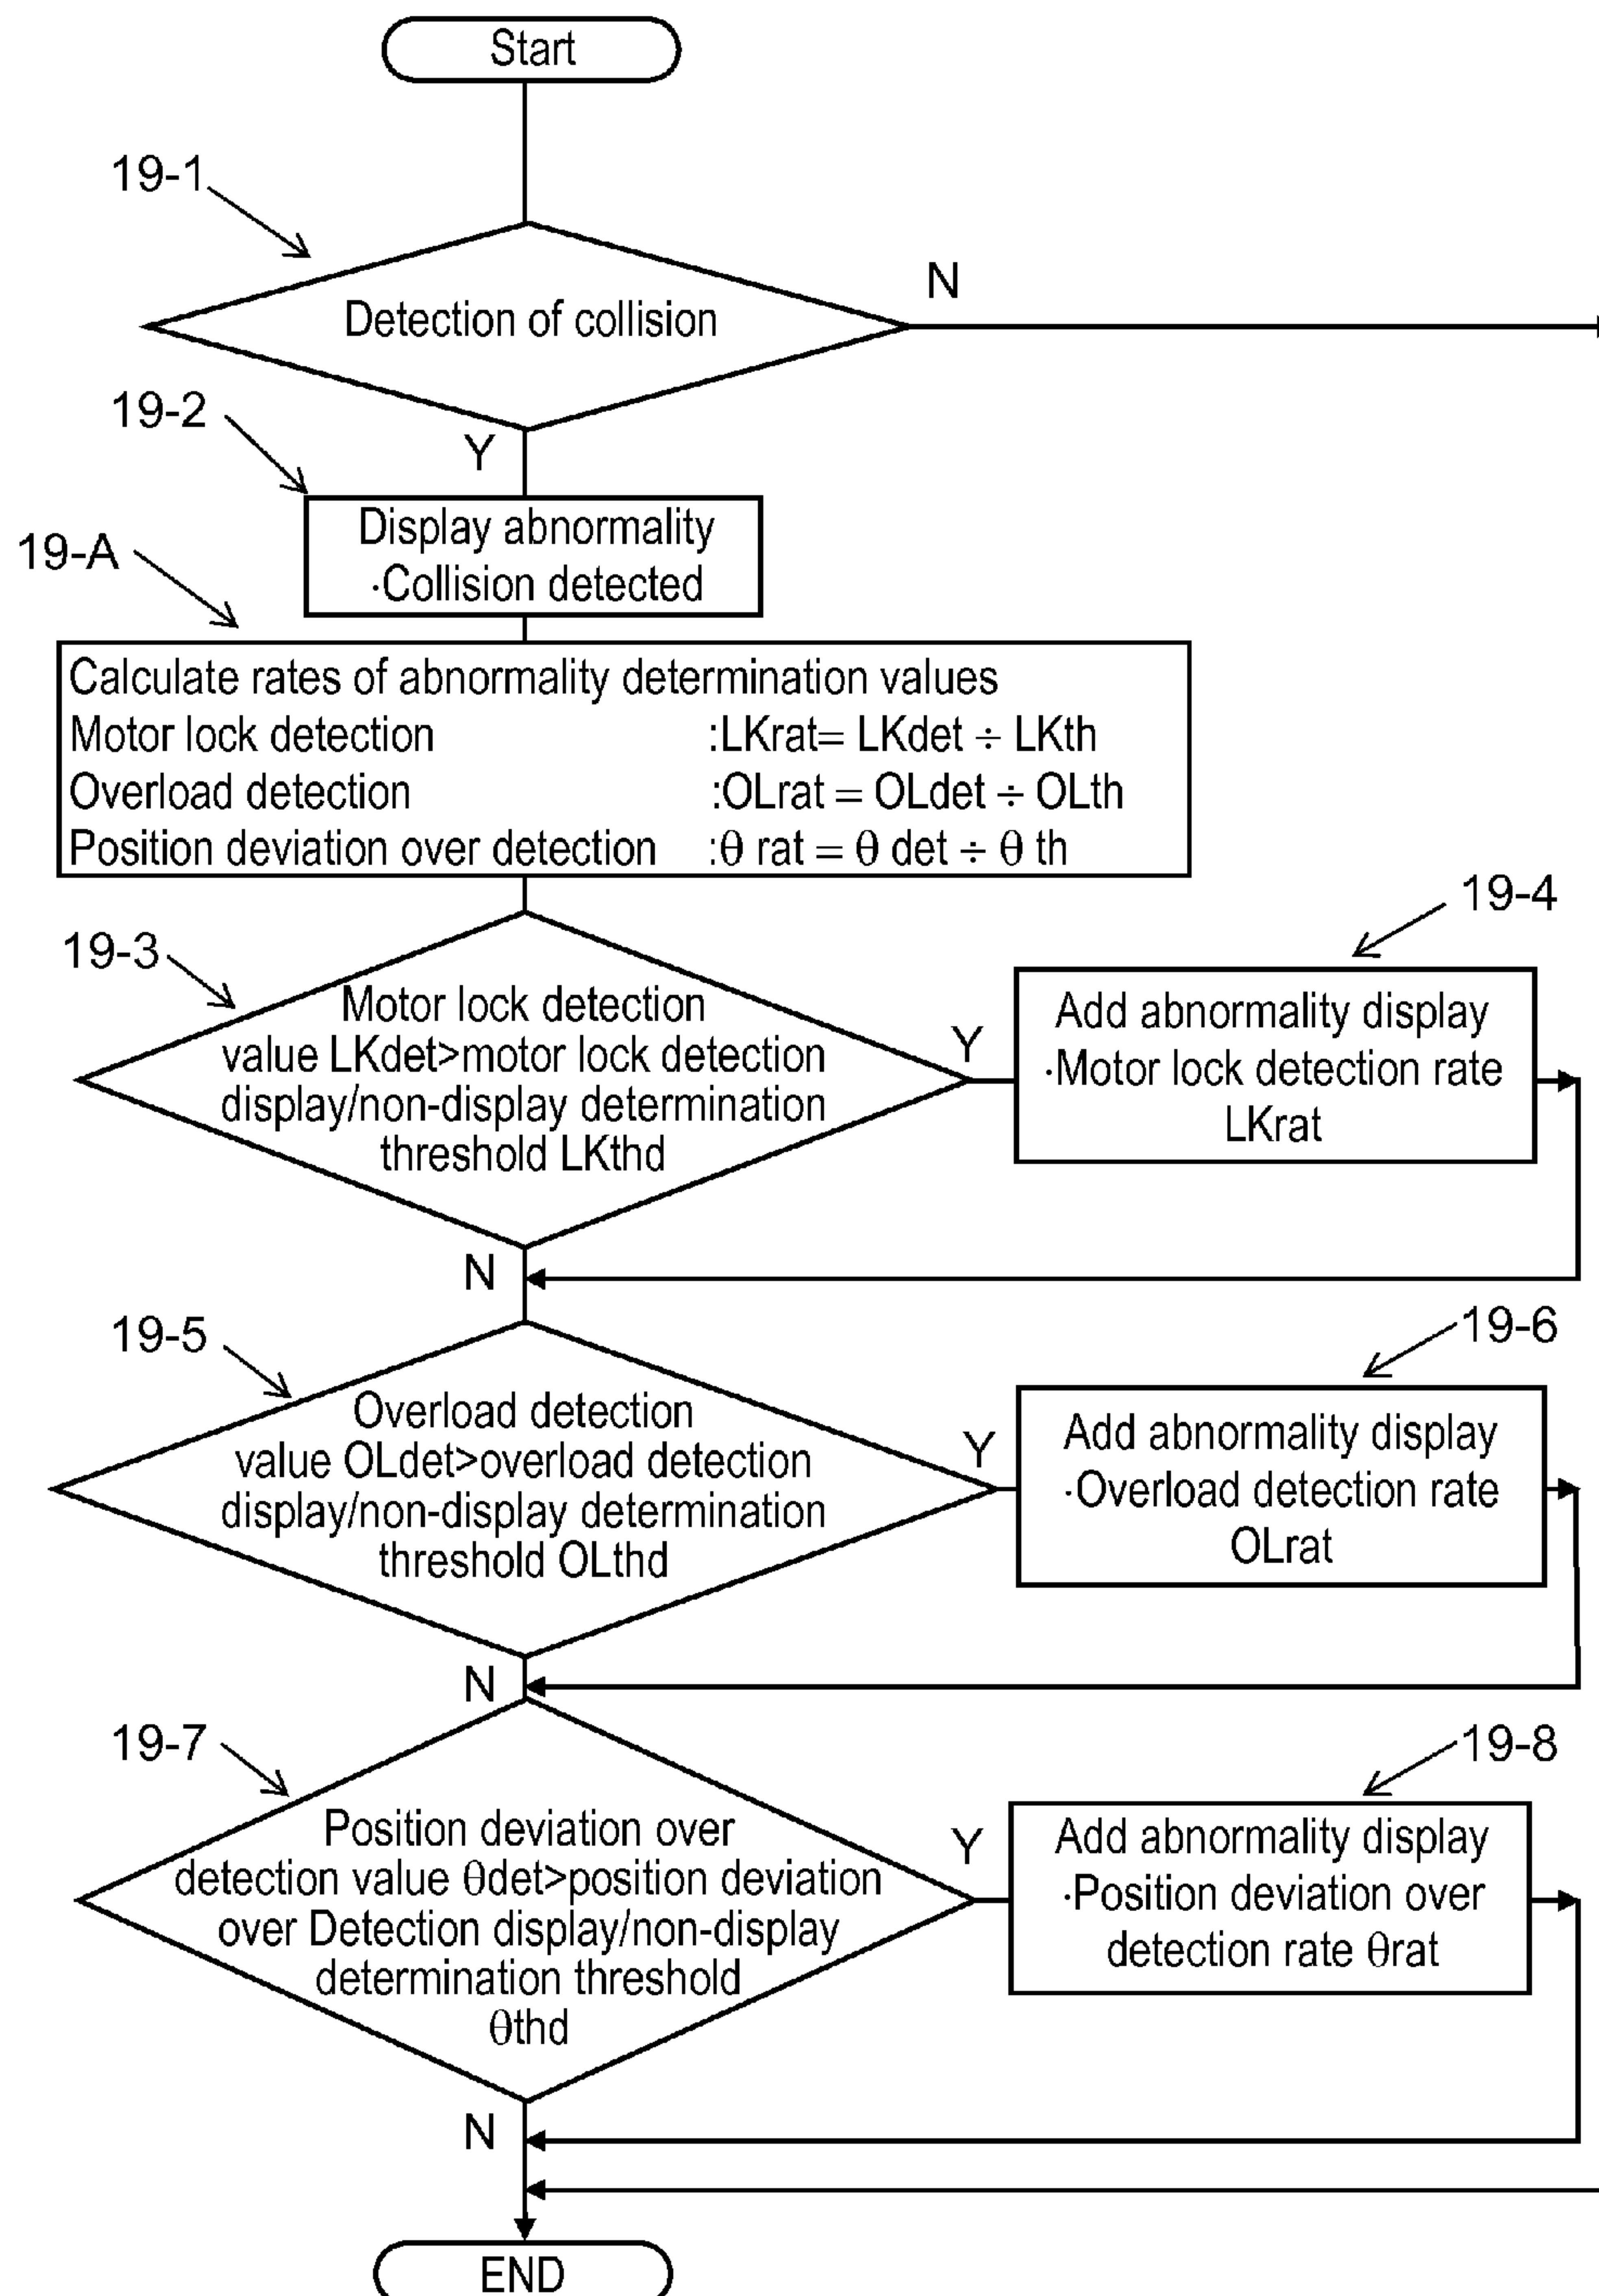 Start
19-1
Detection of collision
N
19-2
Y
Display abnormality
·Collision detected
19-A
Calculate rates of abnormality determination values
Motor lock detection :LKrat= LKdet ÷ LKth
Overload detection :OLrat = OLdet ÷ OLth
Position deviation over detection :θ rat = θ det ÷ θ th
19-3
Motor lock detection
value LKdet>motor lock detection
display/non-display determination
threshold LKthd
Y
19-4
Add abnormality display
·Motor lock detection rate
LKrat
N
19-5
Overload detection
value OLdet>overload detection
display/non-display determination
threshold OLthd
Y
19-6
Add abnormality display
·Overload detection rate
OLrat
N
19-7
Position deviation over
detection value θdet>position deviation
over Detection display/non-display
determination threshold
θthd
Y
19-8
Add abnormality display
·Position deviation over
detection rate θrat
N
END